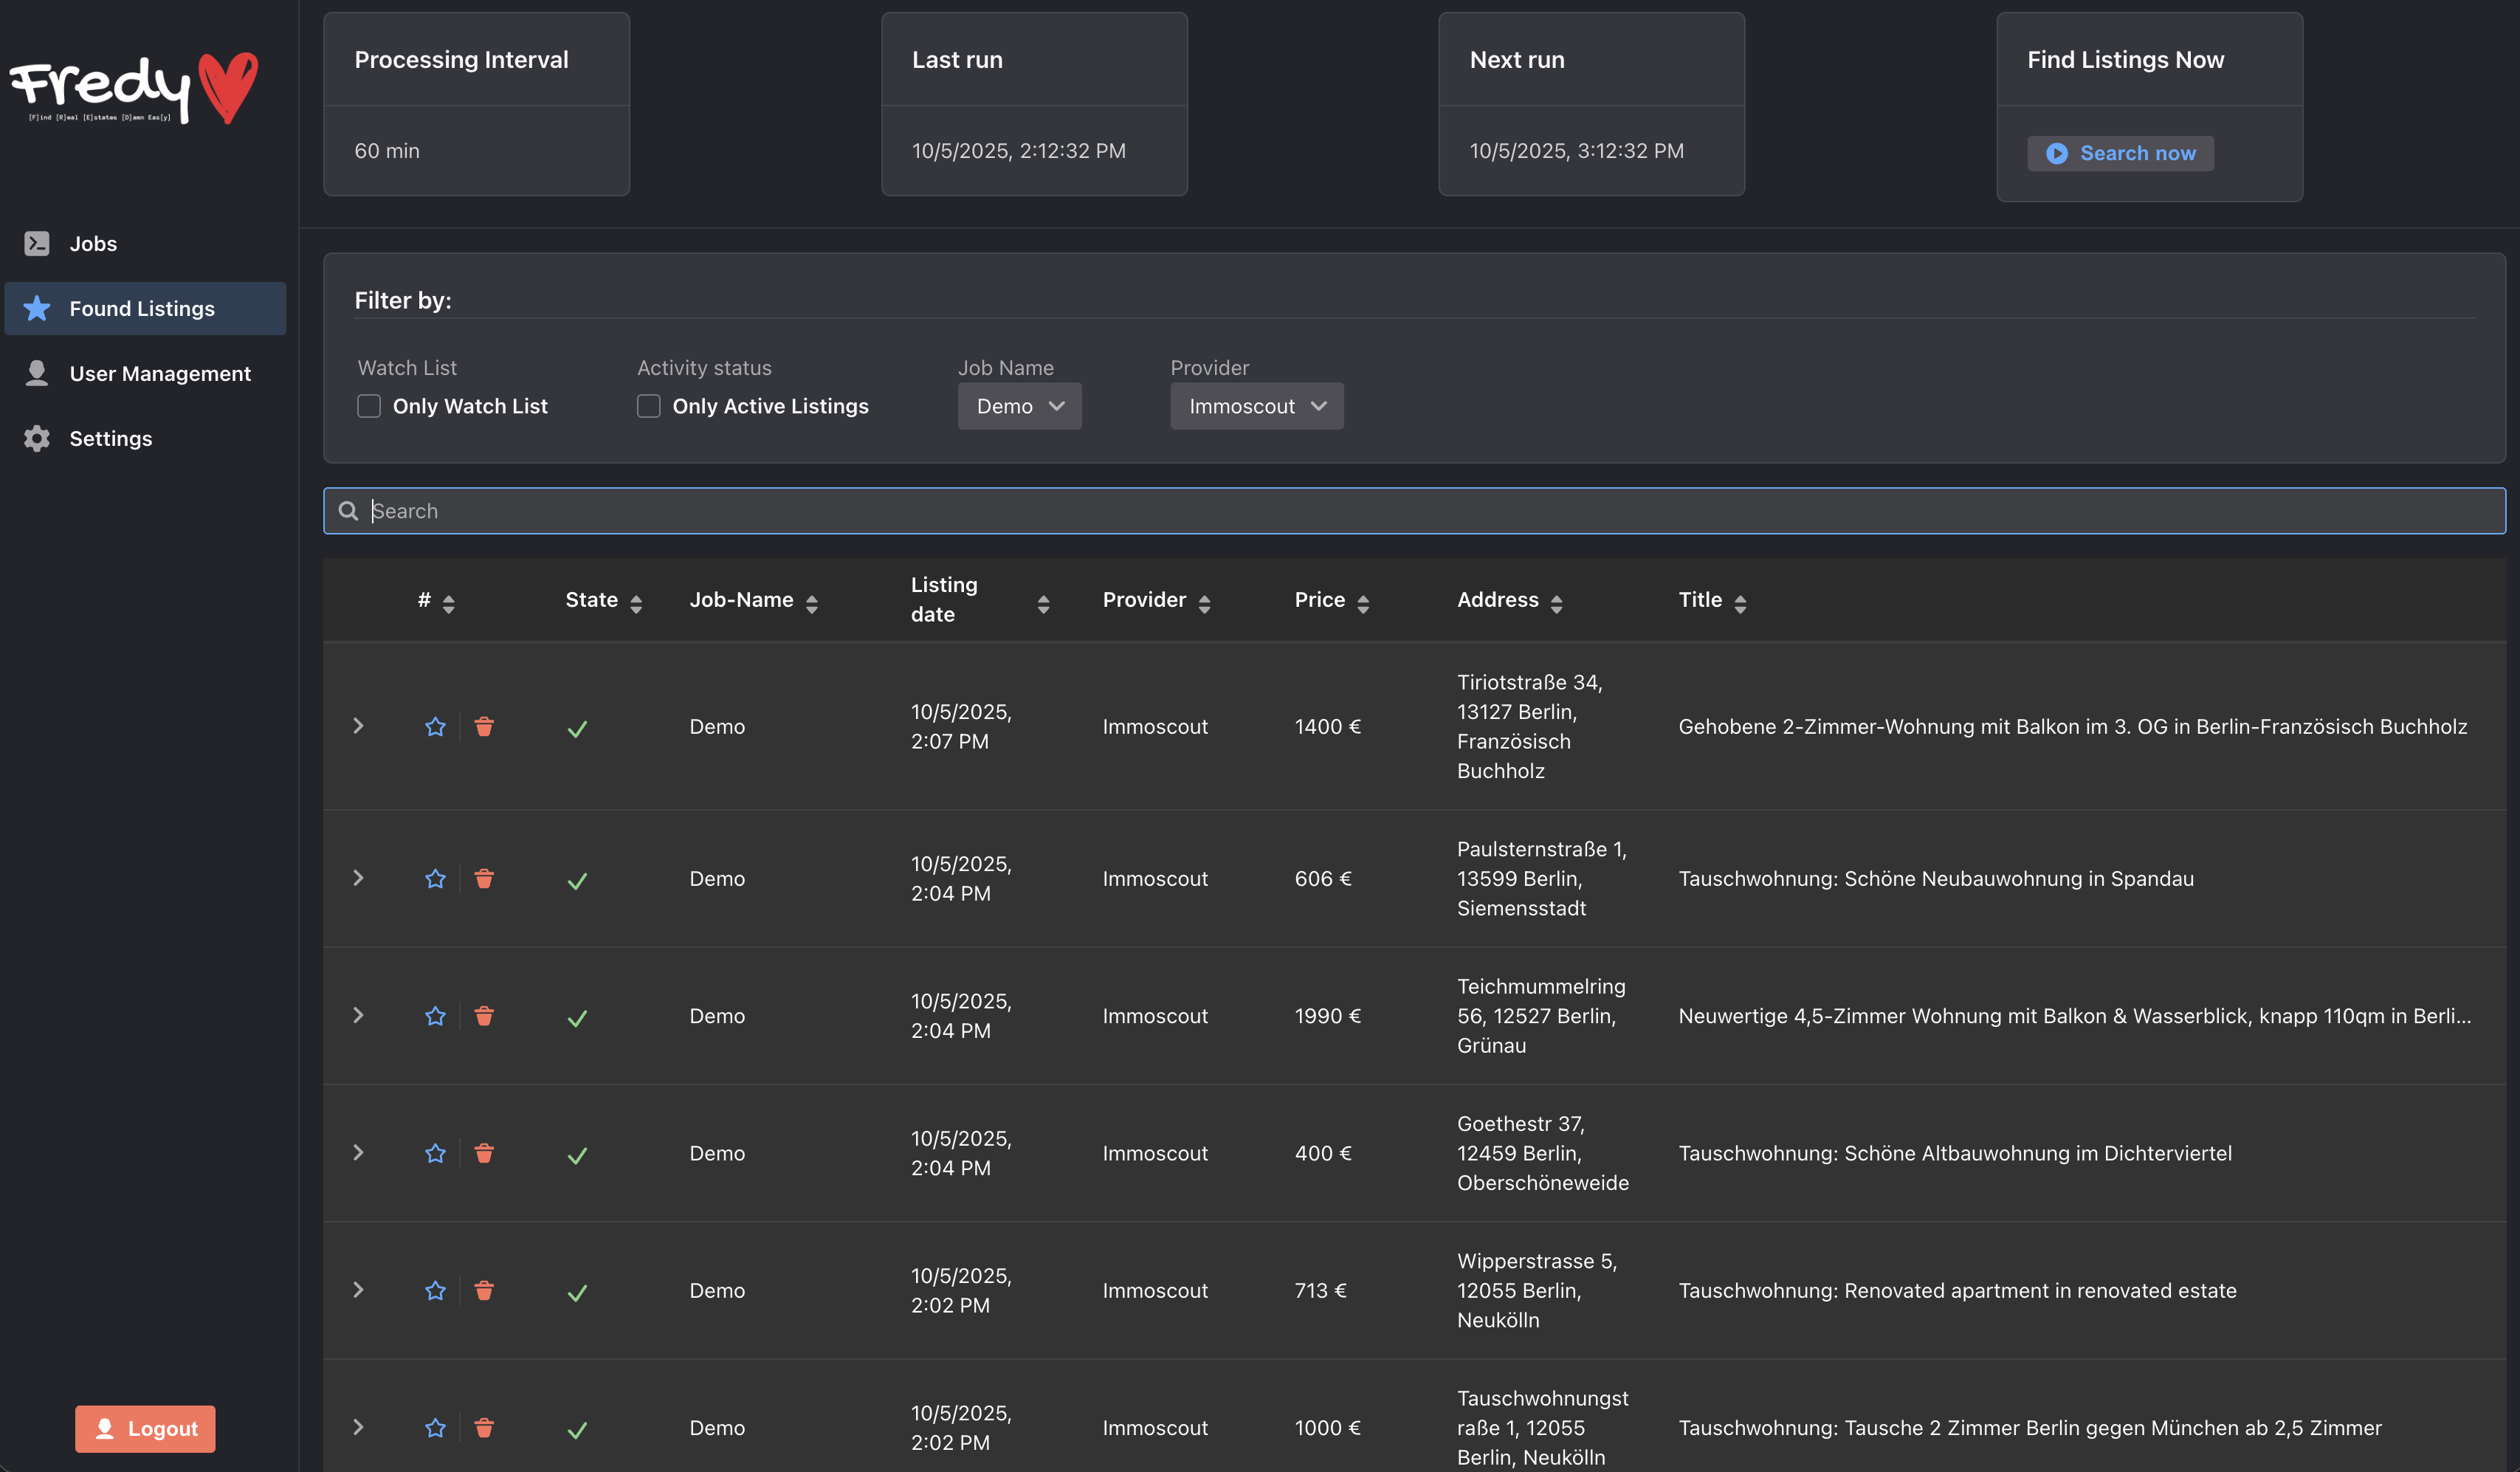 Fredy
[F]ind [R]eal [E]states [D]amn Eas[y]
Jobs
Found Listings
User Management
Settings
Logout
Processing Interval
60 min
Last run
10/5/2025, 2:12:32 PM
Next run
10/5/2025, 3:12:32 PM
Find Listings Now
Search now
Filter by:
Watch List
Only Watch List
Activity status
Only Active Listings
Job Name
Demo
Provider
Immoscout
Search
#
State
Job-Name
Listing
date
Provider
Price
Address
Title
Demo
10/5/2025,
2:07 PM
Immoscout
1400 €
Tiriotstraße 34,
13127 Berlin,
Französisch
Buchholz
Gehobene 2-Zimmer-Wohnung mit Balkon im 3. OG in Berlin-Französisch Buchholz
Demo
10/5/2025,
2:04 PM
Immoscout
606 €
Paulsternstraße 1,
13599 Berlin,
Siemensstadt
Tauschwohnung: Schöne Neubauwohnung in Spandau
Demo
10/5/2025,
2:04 PM
Immoscout
1990 €
Teichmummelring
56, 12527 Berlin,
Grünau
Neuwertige 4,5-Zimmer Wohnung mit Balkon & Wasserblick, knapp 110qm in Berli...
Demo
10/5/2025,
2:04 PM
Immoscout
400 €
Goethestr 37,
12459 Berlin,
Oberschöneweide
Tauschwohnung: Schöne Altbauwohnung im Dichterviertel
Demo
10/5/2025,
2:02 PM
Immoscout
713 €
Wipperstrasse 5,
12055 Berlin,
Neukölln
Tauschwohnung: Renovated apartment in renovated estate
Demo
10/5/2025,
2:02 PM
Immoscout
1000 €
Tauschwohnungst
raße 1, 12055
Berlin, Neukölln
Tauschwohnung: Tausche 2 Zimmer Berlin gegen München ab 2,5 Zimmer